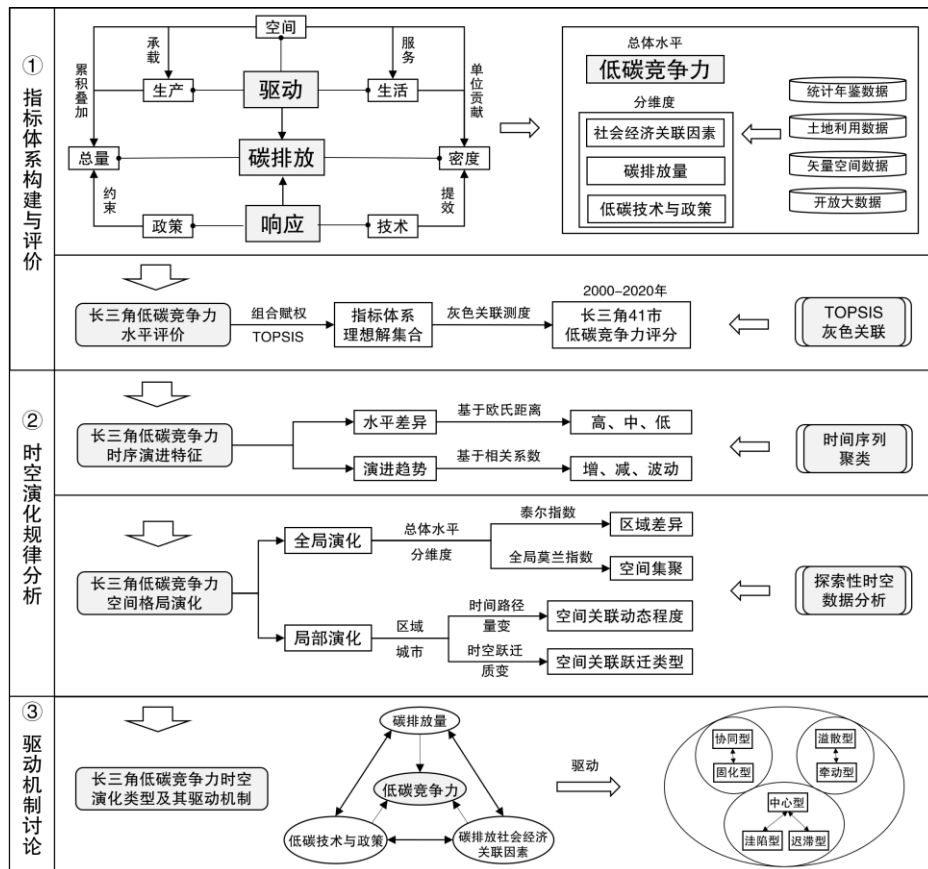 ①
指标体系构建与评价
空间
承载
服务
累积叠加
生产
驱动
生活
单位贡献
总量
碳排放
密度
约束
提效
政策
响应
技术
总体水平
低碳竞争力
分维度
社会经济关联因素
碳排放量
低碳技术与政策
统计年鉴数据
土地利用数据
矢量空间数据
开放大数据
长三角低碳竞争力
水平评价
组合赋权
TOPSIS
指标体系
理想解集合
灰色关联测度
2000-2020年
长三角41市
低碳竞争力评分
TOPSIS
灰色关联
②
时空演化规律分析
长三角低碳竞争力
时序演进特征
水平差异
基于欧氏距离
高、中、低
演进趋势
基于相关系数
增、减、波动
时间序列
聚类
长三角低碳竞争力
空间格局演化
全局演化
总体水平
分维度
泰尔指数
区域差异
全局莫兰指数
空间集聚
局部演化
区域
城市
时间路径
量变
空间关联动态程度
时空跃迁
质变
空间关联跃迁类型
探索性时空
数据分析
③
驱动机制讨论
长三角低碳竞争力时空
演化类型及其驱动机制
碳排放量
低碳竞争力
低碳技术与政策
碳排放社会经济
关联因素
驱动
协同型
固化型
溢散型
牵动型
中心型
洼陷型
迟滞型